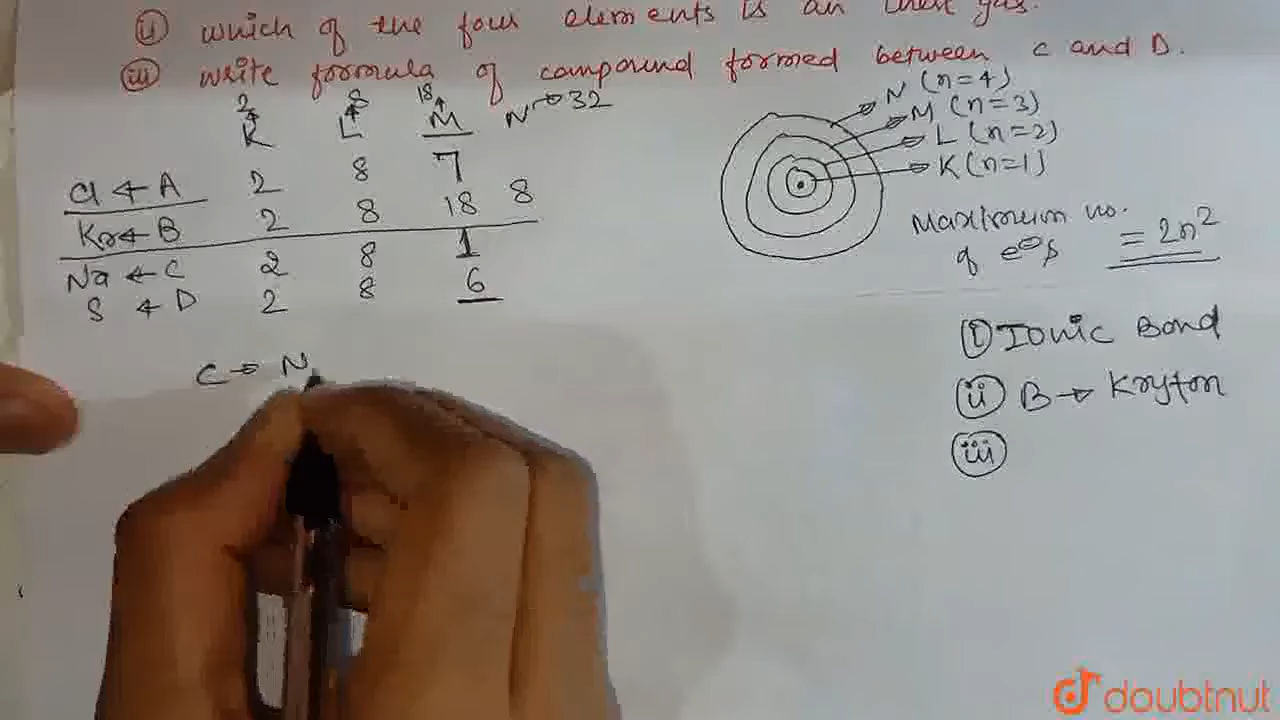 (ii) which of the four elements is an inert gas.
(iii) write formula of compound formed between C and D.
2 8 18
K L M N → 32
Cl ← A 2 8 7
Kr ← B 2 8 18 8
Na ← C 2 8 1
S ← D 2 8 6
N (n=4)
M (n=3)
L (n=2)
K (n=1)
Maximum no.
of e⊖s = 2n²
(i) Ionic Bond
(ii) B → Kryton
(iii)
C → N
doubtnut